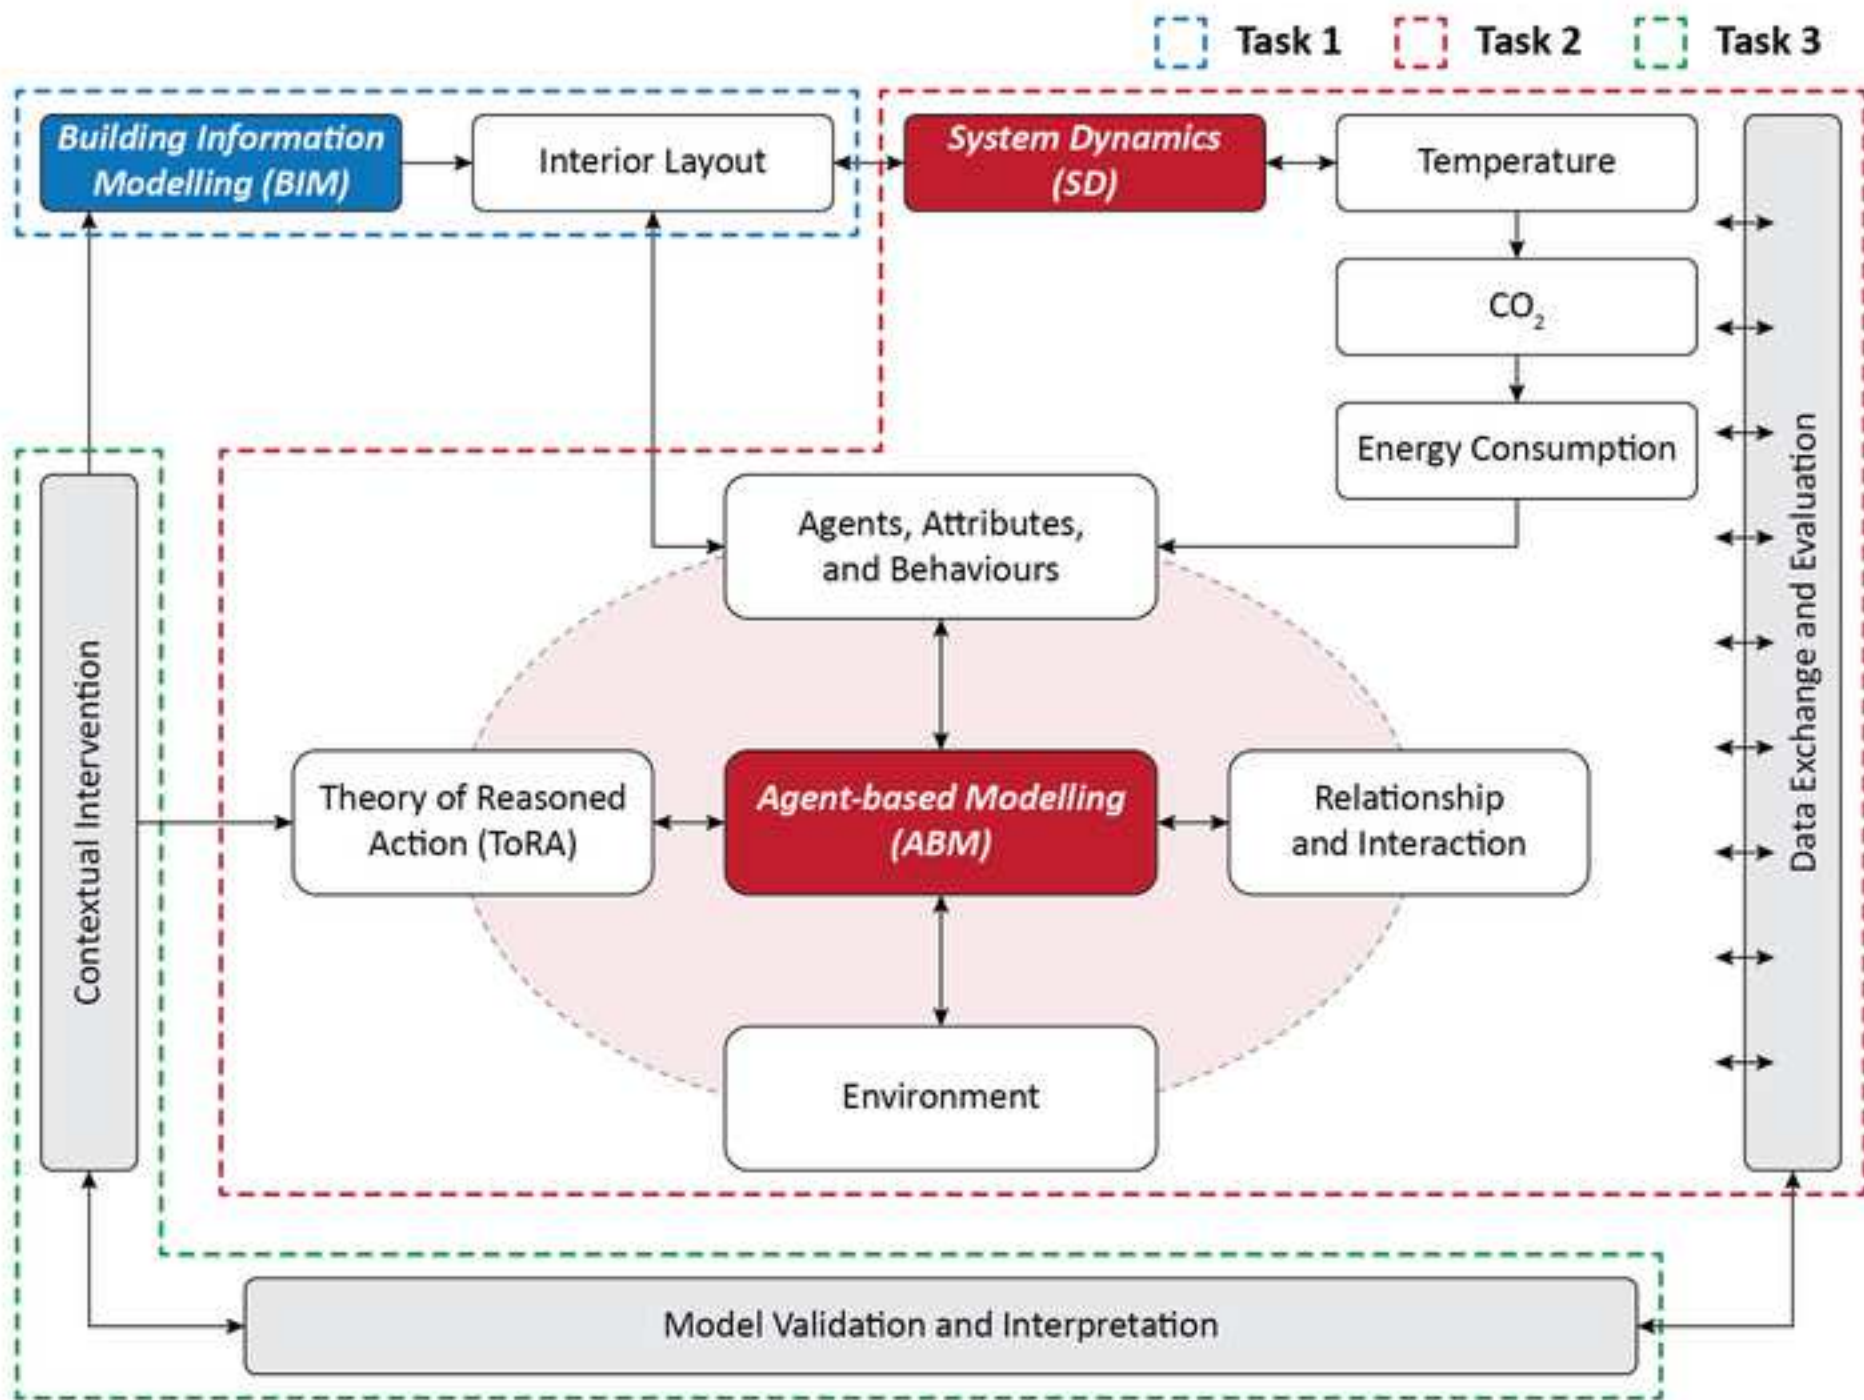 Task 1 Task 2 Task 3
Building Information
Modelling (BIM)
Interior Layout
System Dynamics
(SD)
Temperature
CO₂
Energy Consumption
Data Exchange and Evaluation
Agents, Attributes,
and Behaviours
Contextual Intervention
Theory of Reasoned
Action (ToRA)
Agent-based Modelling
(ABM)
Relationship
and Interaction
Environment
Model Validation and Interpretation